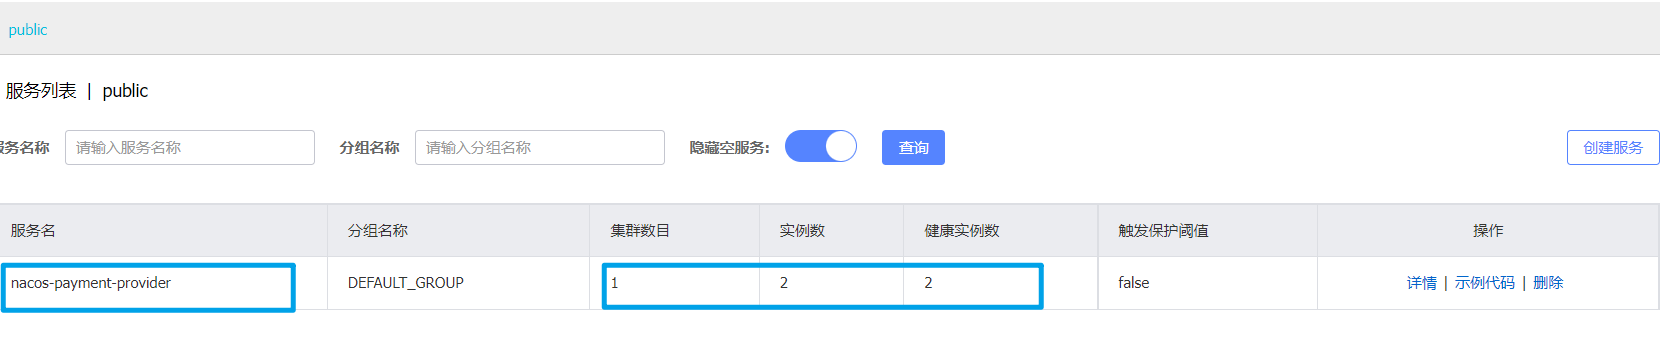 public
服务列表 | public
服务名称 请输入服务名称 分组名称 请输入分组名称 隐藏空服务: 查询 创建服务
服务名 分组名称 集群数目 实例数 健康实例数 触发保护阈值 操作
nacos-payment-provider DEFAULT_GROUP 1 2 2 false 详情 | 示例代码 | 删除